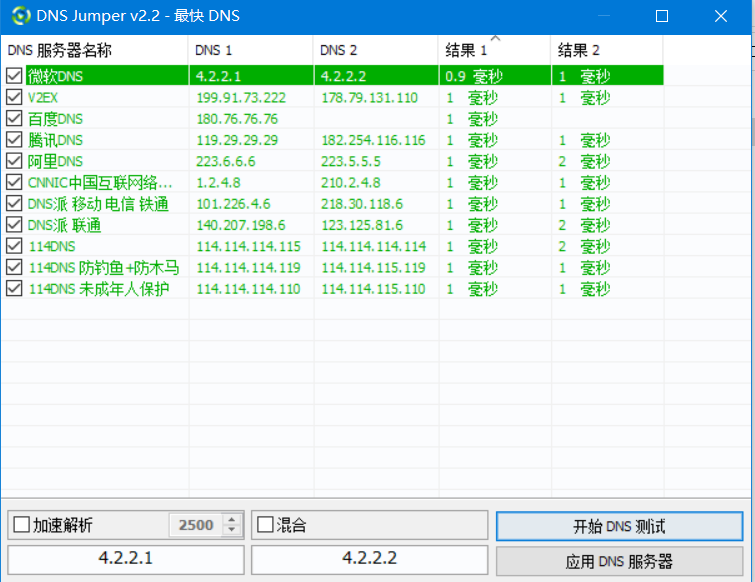 DNS Jumper v2.2 - 最快 DNS
DNS 服务器名称 DNS 1 DNS 2 结果 1 结果 2
微软DNS 4.2.2.1 4.2.2.2 0.9 毫秒 1 毫秒
V2EX 199.91.73.222 178.79.131.110 1 毫秒 1 毫秒
百度DNS 180.76.76.76 1 毫秒
腾讯DNS 119.29.29.29 182.254.116.116 1 毫秒 1 毫秒
阿里DNS 223.6.6.6 223.5.5.5 1 毫秒 2 毫秒
CNNIC中国互联网络... 1.2.4.8 210.2.4.8 1 毫秒 1 毫秒
DNS派 移动 电信 铁通 101.226.4.6 218.30.118.6 1 毫秒 1 毫秒
DNS派 联通 140.207.198.6 123.125.81.6 1 毫秒 2 毫秒
114DNS 114.114.114.115 114.114.114.114 1 毫秒 2 毫秒
114DNS 防钓鱼+防木马 114.114.114.119 114.114.115.119 1 毫秒 1 毫秒
114DNS 未成年人保护 114.114.114.110 114.114.115.110 1 毫秒 1 毫秒
加速解析 2500 混合 开始 DNS 测试
4.2.2.1 4.2.2.2 应用 DNS 服务器